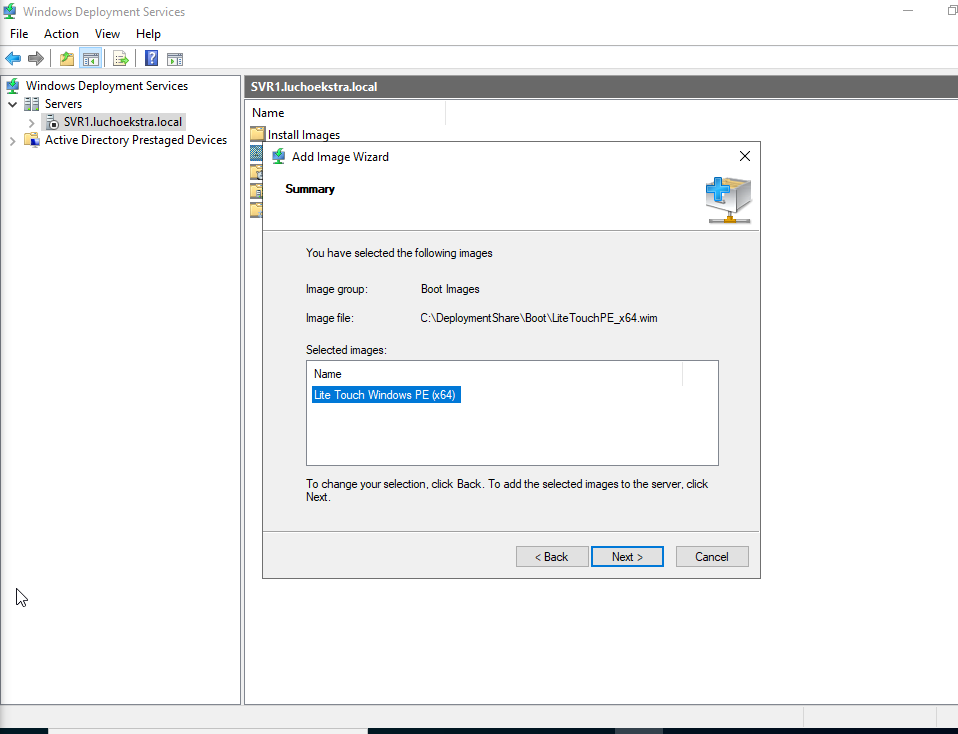 Windows Deployment Services
File Action View Help
Windows Deployment Services
Servers
SVR1.luchoekstra.local
Active Directory Prestaged Devices
SVR1.luchoekstra.local
Name
Install Images
Add Image Wizard
Summary
You have selected the following images
Image group: Boot Images
Image file: C:\DeploymentShare\Boot\LiteTouchPE_x64.wim
Selected images:
Name
Lite Touch Windows PE (x64)
To change your selection, click Back. To add the selected images to the server, click
Next.
< Back Next > Cancel